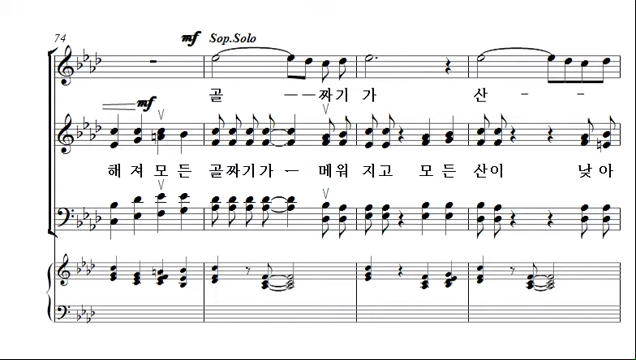 74 mf Sop.Solo
골 — — 짜기 가 산 - -
mf
해 져 모 든 골짜기가 — 메워 지고 모든 산이 낮아